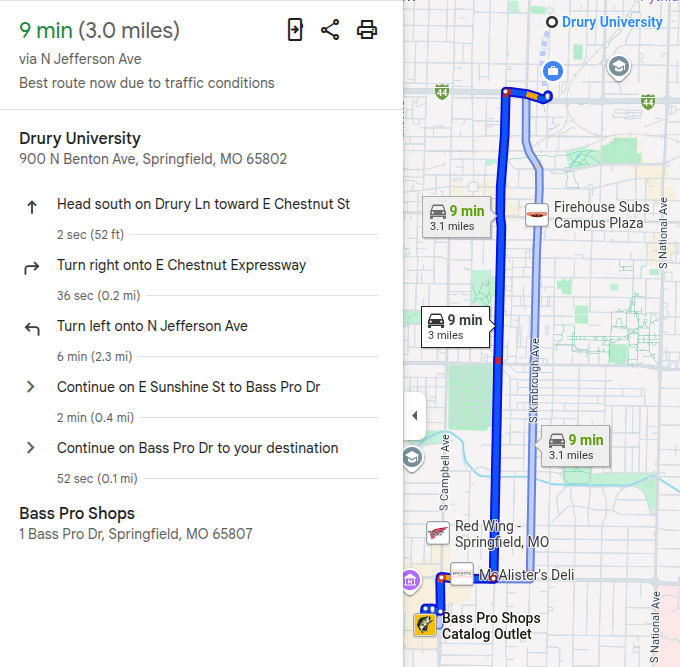 9 min (3.0 miles)
via N Jefferson Ave
Best route now due to traffic conditions
Drury University
900 N Benton Ave, Springfield, MO 65802
Head south on Drury Ln toward E Chestnut St
2 sec (52 ft)
Turn right onto E Chestnut Expressway
36 sec (0.2 mi)
Turn left onto N Jefferson Ave
6 min (2.3 mi)
Continue on E Sunshine St to Bass Pro Dr
2 min (0.4 mi)
Continue on Bass Pro Dr to your destination
52 sec (0.1 mi)
Bass Pro Shops
1 Bass Pro Dr, Springfield, MO 65807
Drury University
44
44
Firehouse Subs
Campus Plaza
9 min
3.1 miles
S National Ave
9 min
3 miles
S Kimbrough Ave
9 min
3.1 miles
S Campbell Ave
Red Wing -
Springfield, MO
McAlister's Deli
Bass Pro Shops
Catalog Outlet
S National Ave